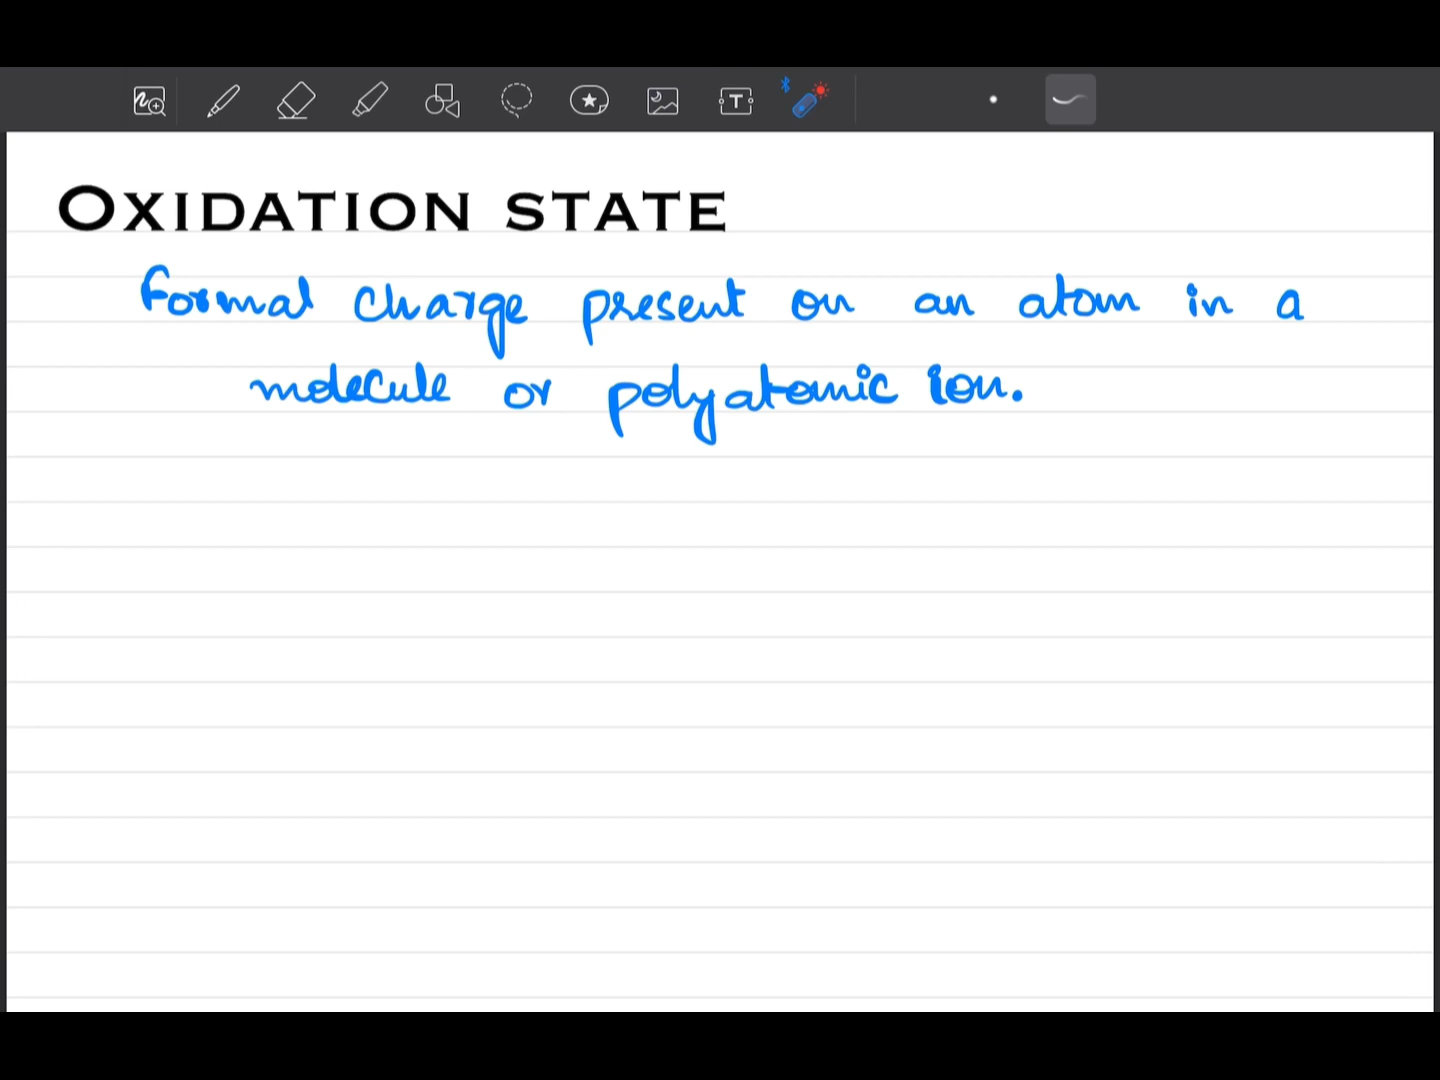 OXIDATION STATE
Formal charge present on an atom in a
molecule or polyatomic ion.